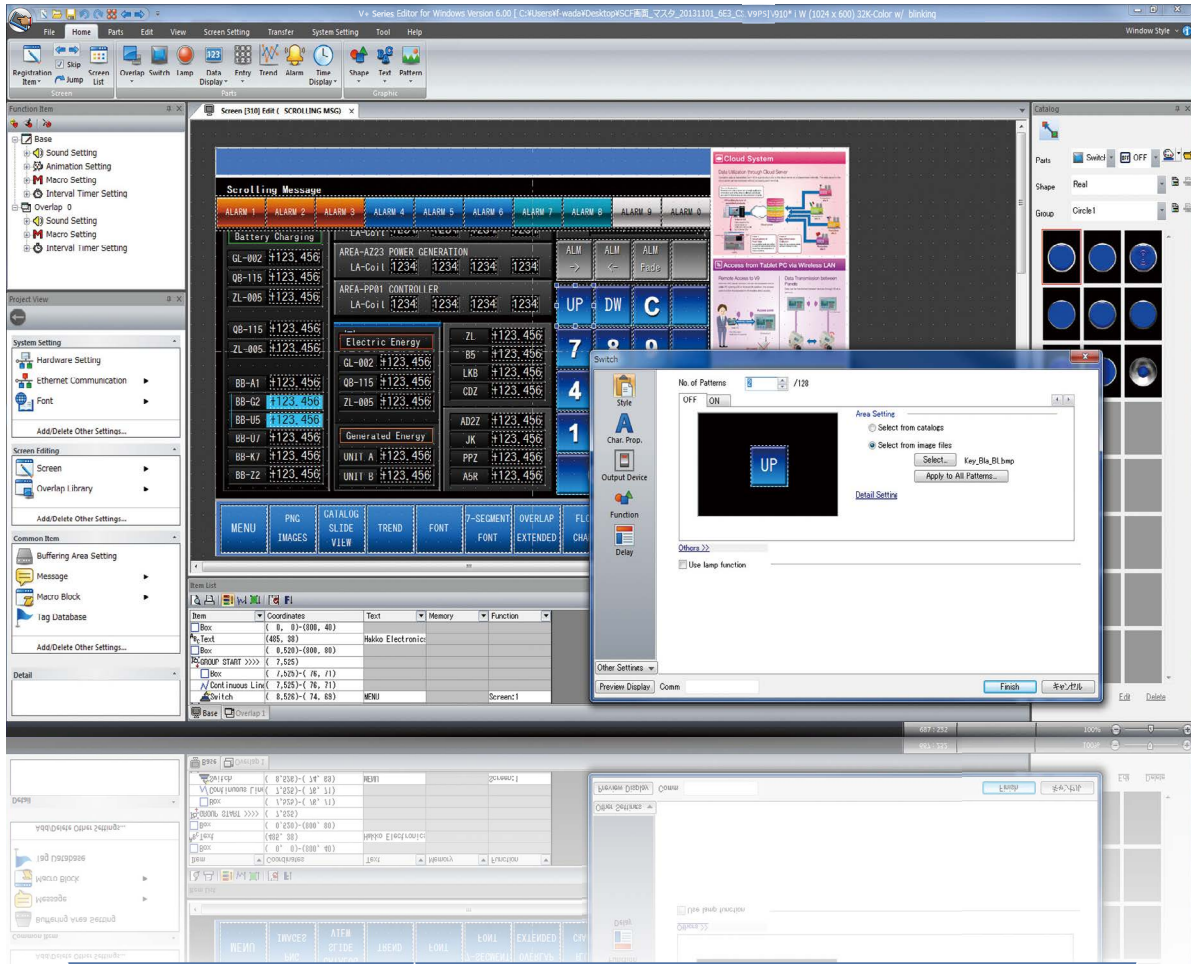 V+ Series Editor for Windows Version 6.00 [ C:¥Users¥f-wada¥Desktop¥SCF画面_マスタ_20131101_6E3_C: V9PS[V910* i W (1024 x 600) 32K-Color w/ blinking
File Home Parts Edit View Screen Setting Transfer System Setting Tool Help
Window Style
Registration Item
Skip
Jump
Screen List
Overlap Switch Lamp Data Display Entry Trend Alarm Time Display Shape Text Pattern
Screen Parts Graphic
Function Item
Base
Sound Setting
Animation Setting
Macro Setting
Interval Timer Setting
Overlap 0
Sound Setting
Macro Setting
Interval Timer Setting
Project View
System Setting
Hardware Setting
Ethernet Communication
Font
Add/Delete Other Settings...
Screen Editing
Screen
Overlap Library
Add/Delete Other Settings...
Common Item
Buffering Area Setting
Message
Macro Block
Tag Database
Add/Delete Other Settings...
Detail
Screen [310] Edit ( SCROLLING MSG) ×
Scrolling Message
ALARM 1 ALARM 2 ALARM 3 ALARM 4 ALARM 5 ALARM 6 ALARM 7 ALARM 8 ALARM 9 ALARM 0
Battery Charging
GL-002 +123.456
QB-115 +123.456
ZL-005 +123.456
QB-115 +123.456
ZL-005 +123.456
BB-A1 +123.456
BB-G2 +123.456
BB-U5 +123.456
BB-U7 +123.456
BB-K7 +123.456
BB-Z2 +123.456
AREA-AZ23 POWER GENERATION
LA-Coil 1234 1234 1234 1234
AREA-PP01 CONTROLLER
LA-Coil 1234 1234 1234 1234
Electric Energy
GL-002 +123.456
QB-115 +123.456
ZL-005 +123.456
Generated Energy
UNIT A +123.456
UNIT B +123.456
ZL +123.456
B5 +123.456
LKB +123.456
CDZ +123.456
AD2Z +123.456
JK +123.456
PPZ +123.456
A5R +123.456
ALM -> ALM <- ALM Fade
UP DW C
7 8 9
4
1
MENU
PNG IMAGES
CATALOG SLIDE VIEW
TREND
FONT
7-SEGMENT FONT
OVERLAP EXTENDED
Cloud System
Data Utilization through Cloud Server
Access from Tablet PC via Wireless LAN
Remote Access to V9
Data Transmission between Panels
Item List
Item Coordinates Text Memory Function
Box ( 0, 0)-(800, 40)
Text (485, 38) Hakko Electronics
Box ( 0,520)-(800, 80)
GROUP START >>>> ( 7,525)
Box ( 7,525)-( 76, 71)
Continuous Line ( 7,525)-( 76, 71)
Switch ( 8,526)-( 74, 69) MENU Screen:1
Base Overlap 1
Switch
Style
Char. Prop.
Output Device
Function
Delay
Other Settings
No. of Patterns 2 /128
OFF ON
UP
Area Setting
Select from catalogs
Select from image files
Select... Key_Bla_Bl.bmp
Apply to All Patterns...
Detail Setting
Others >>
Use lamp function
Preview Display Comm Finish キャンセル
Catalog
Parts Switch OFF
Shape Real
Group Circle1
Edit Delete
687 : 232
100%